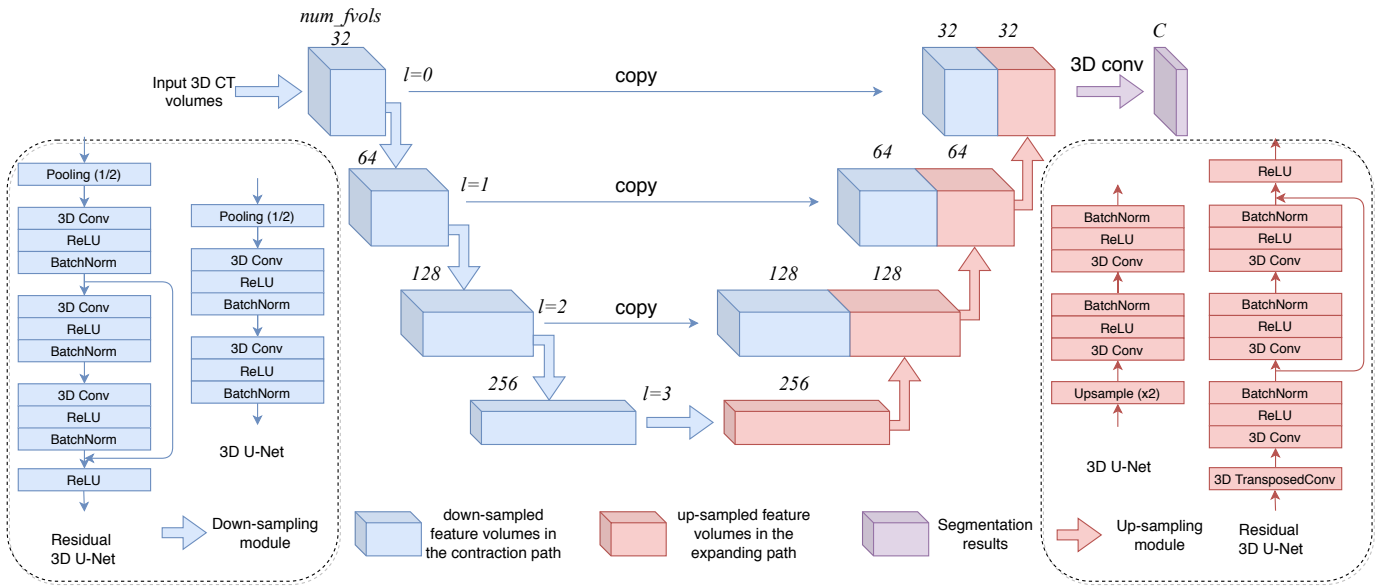 num_fvols
32
Input 3D CT
volumes
l=0
copy
32 32
3D conv
C
64
l=1
copy
64 64
128
l=2
copy
128 128
256
l=3
256
Pooling (1/2)
3D Conv
ReLU
BatchNorm
3D Conv
ReLU
BatchNorm
3D Conv
ReLU
BatchNorm
ReLU
Residual
3D U-Net
Pooling (1/2)
3D Conv
ReLU
BatchNorm
3D Conv
ReLU
BatchNorm
3D U-Net
Down-sampling
module
down-sampled
feature volumes in
the contraction path
up-sampled feature
volumes in the
expanding path
Segmentation
results
Up-sampling
module
BatchNorm
ReLU
3D Conv
BatchNorm
ReLU
3D Conv
Upsample (x2)
3D U-Net
ReLU
BatchNorm
ReLU
3D Conv
BatchNorm
ReLU
3D Conv
BatchNorm
ReLU
3D Conv
3D TransposedConv
Residual
3D U-Net